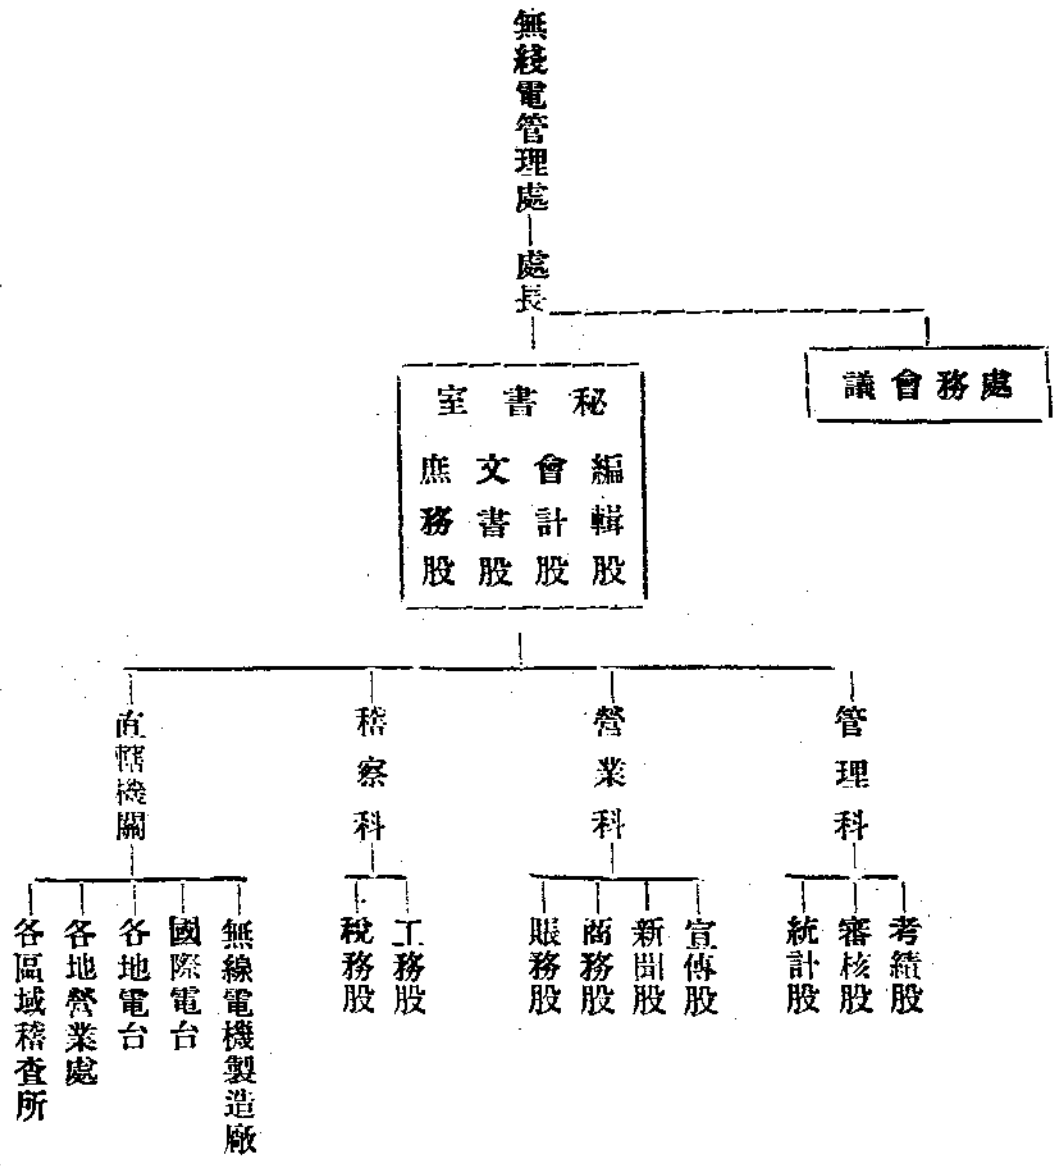 無綫電管理處
處長
處務會議
秘書室
編輯股
會計股
文書股
庶務股
管理科
營業科
稽察科
直轄機關
考績股
審核股
統計股
宣傳股
新聞股
商務股
賬務股
工務股
稅務股
無線電機製造廠
國際電台
各地電台
各地營業處
各區域稽查所